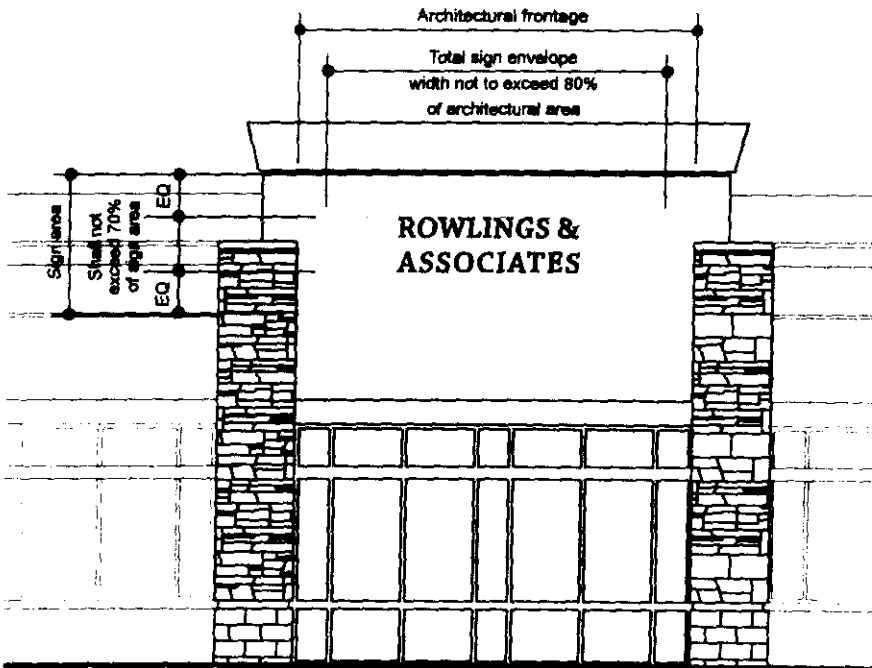 Architectural frontage
Total sign envelope
width not to exceed 80%
of architectural area
EQ
Sign area
Shall not
exceed 70%
of sign area
EQ
ROWLINGS &
ASSOCIATES